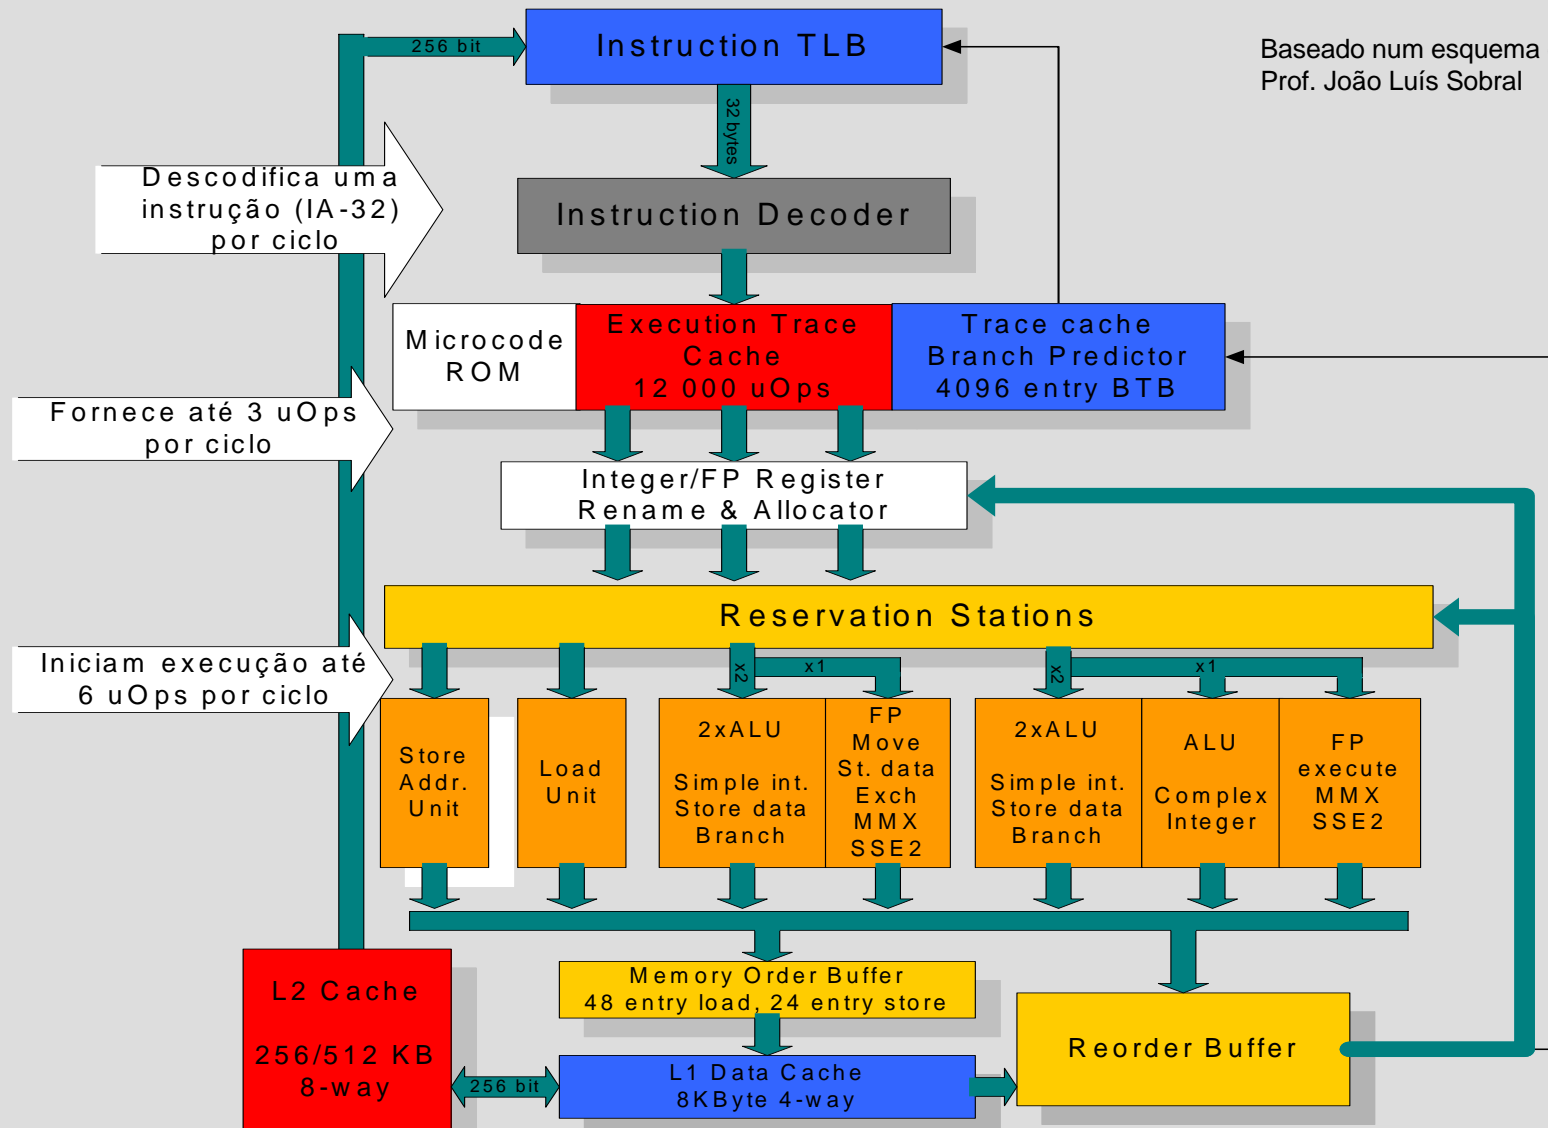 256 bit
Instruction TLB
Baseado num esquema
Prof. João Luís Sobral
32 bytes
Descodifica uma
instrução (IA-32)
por ciclo
Instruction Decoder
Microcode
ROM
Execution Trace
Cache
12 000 uOps
Trace cache
Branch Predictor
4096 entry BTB
Fornece até 3 uOps
por ciclo
Integer/FP Register
Rename & Allocator
Reservation Stations
Iniciam execução até
6 uOps por ciclo
x2
x1
x2
x1
Store
Addr.
Unit
Load
Unit
2xALU
Simple int.
Store data
Branch
FP
Move
St. data
Exch
MMX
SSE2
2xALU
Simple int.
Store data
Branch
ALU
Complex
Integer
FP
execute
MMX
SSE2
L2 Cache
256/512 KB
8-way
Memory Order Buffer
48 entry load, 24 entry store
Reorder Buffer
256 bit
L1 Data Cache
8KByte 4-way